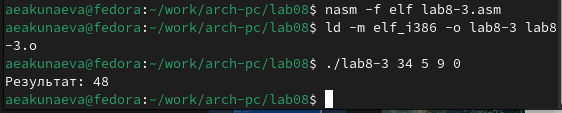 aeakunaeva@fedora:~/work/arch-pc/lab08$ nasm -f elf lab8-3.asm
aeakunaeva@fedora:~/work/arch-pc/lab08$ ld -m elf_i386 -o lab8-3 lab8
-3.o
aeakunaeva@fedora:~/work/arch-pc/lab08$ ./lab8-3 34 5 9 0
Результат: 48
aeakunaeva@fedora:~/work/arch-pc/lab08$